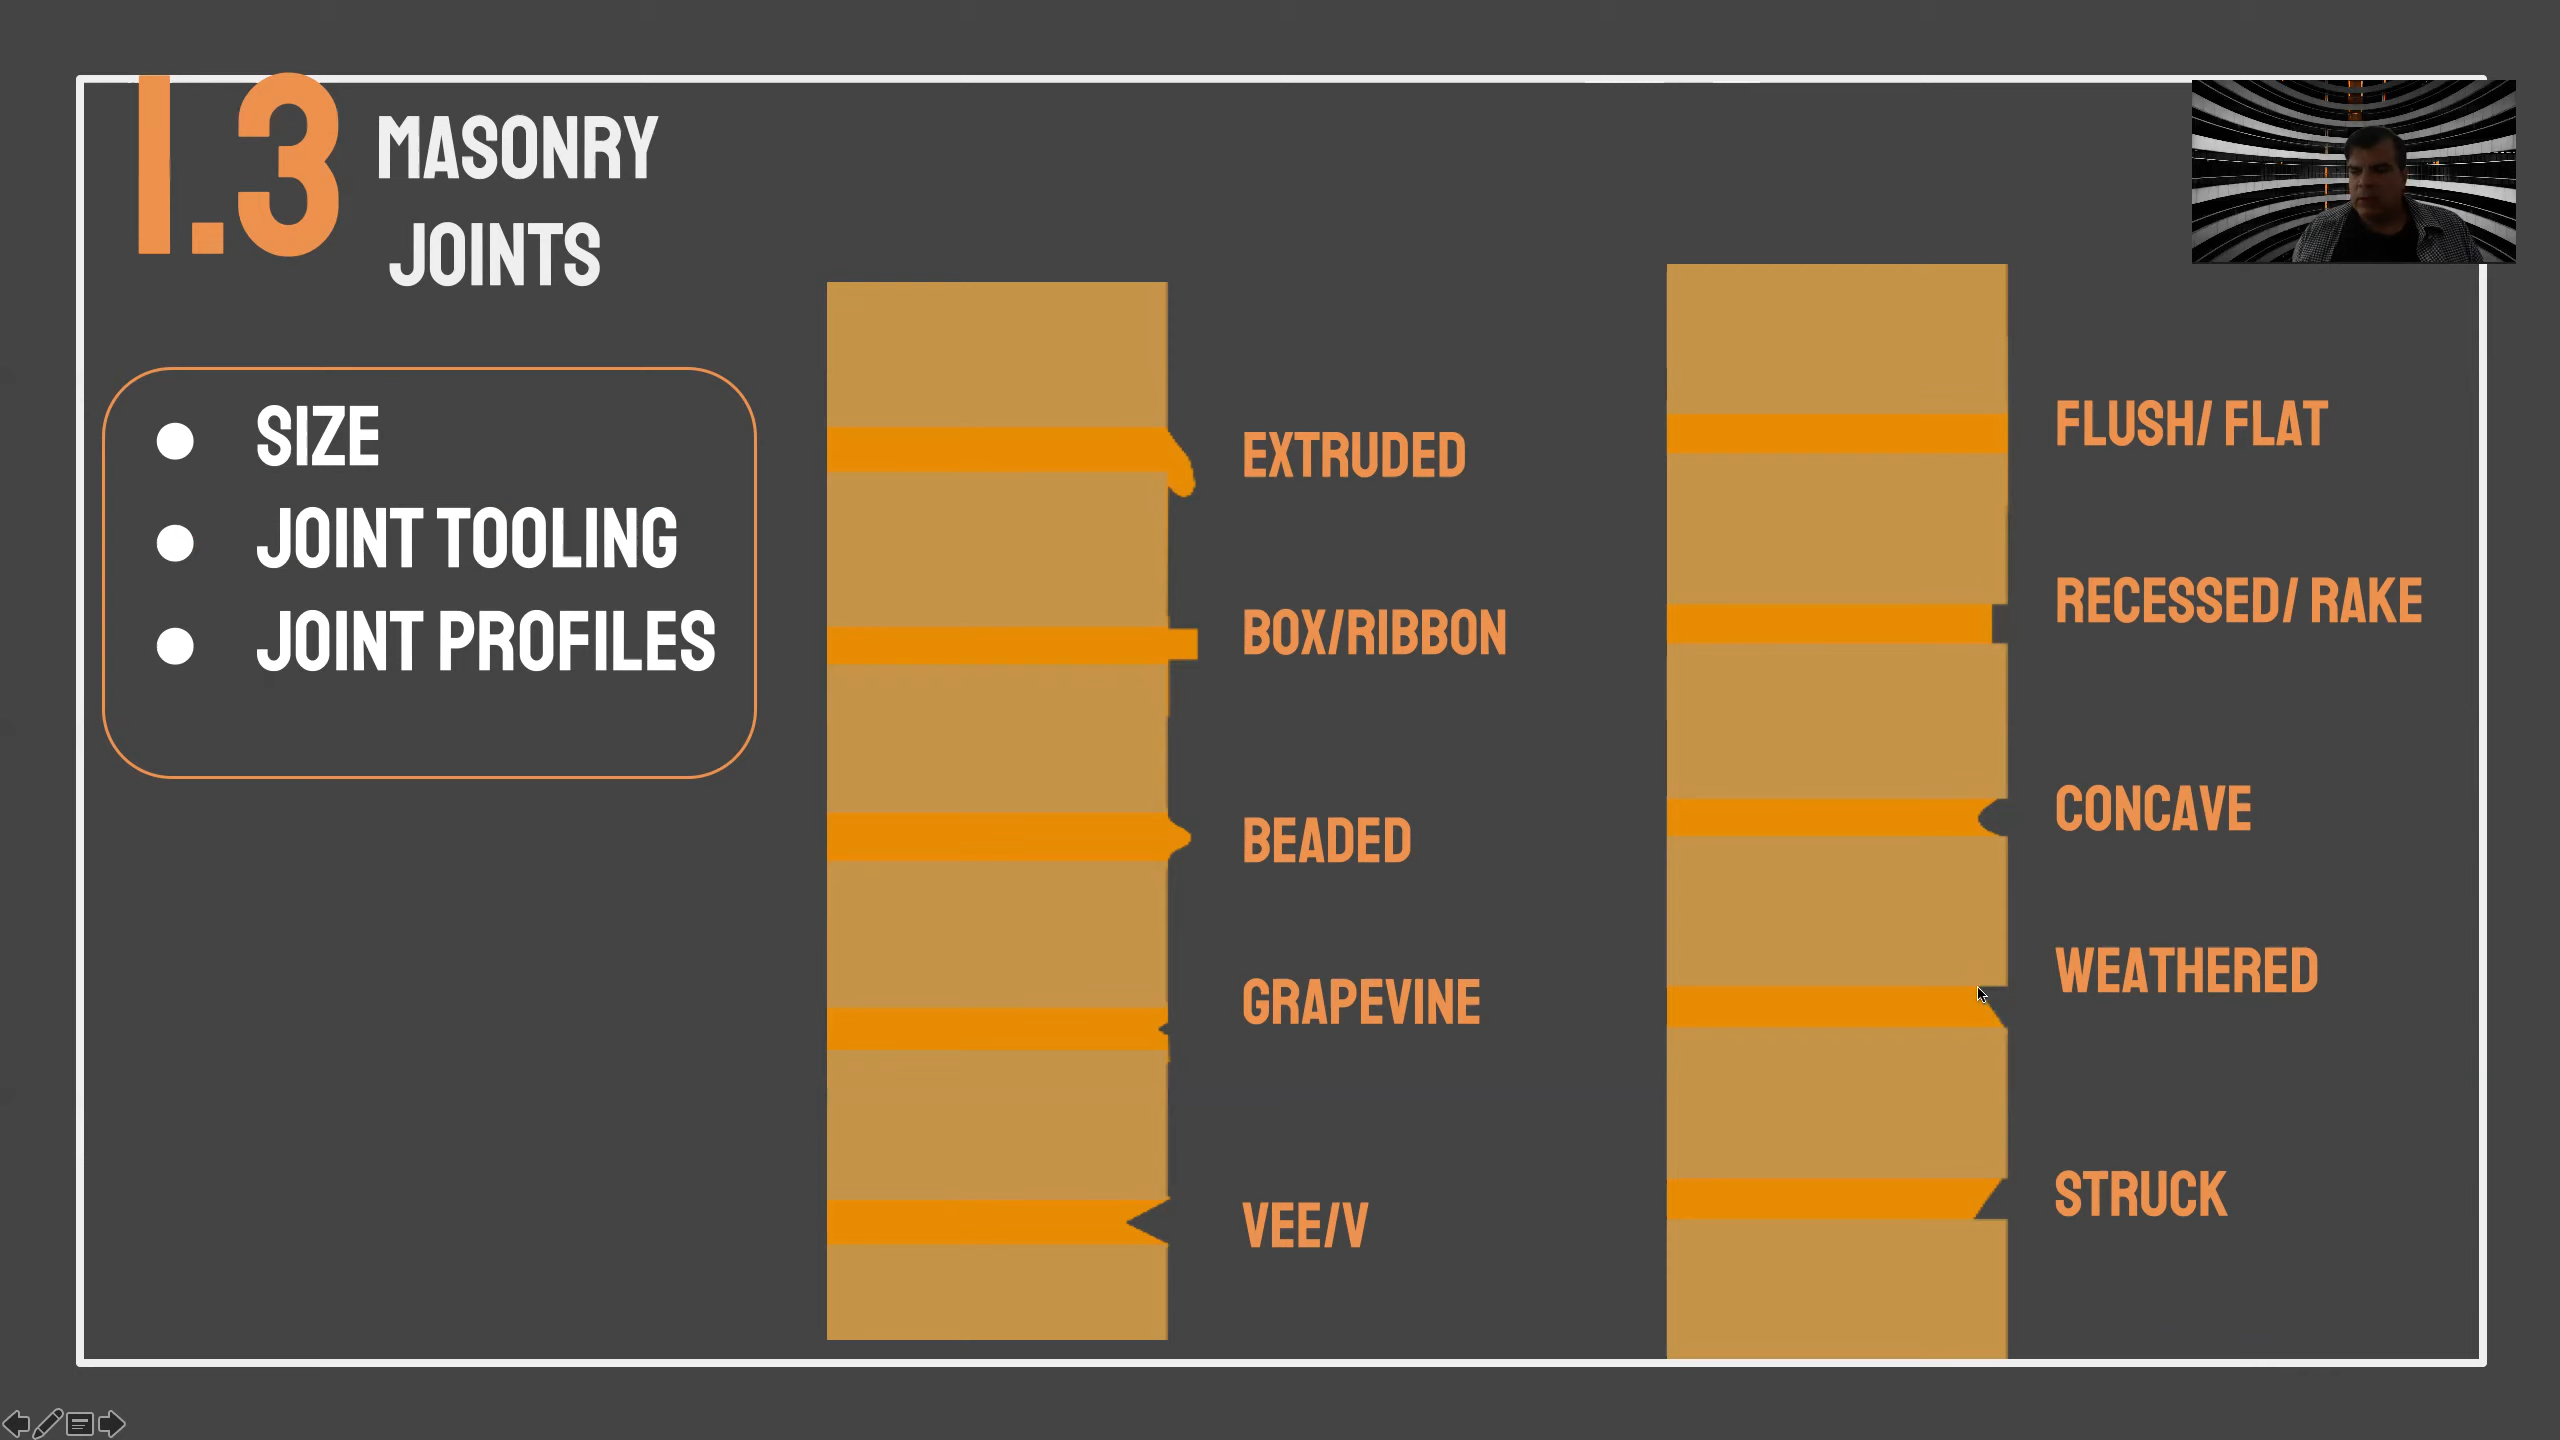 1.3
MASONRY
JOINTS
● SIZE
● JOINT TOOLING
● JOINT PROFILES
EXTRUDED
BOX/RIBBON
BEADED
GRAPEVINE
VEE/V
FLUSH/ FLAT
RECESSED/ RAKE
CONCAVE
WEATHERED
STRUCK